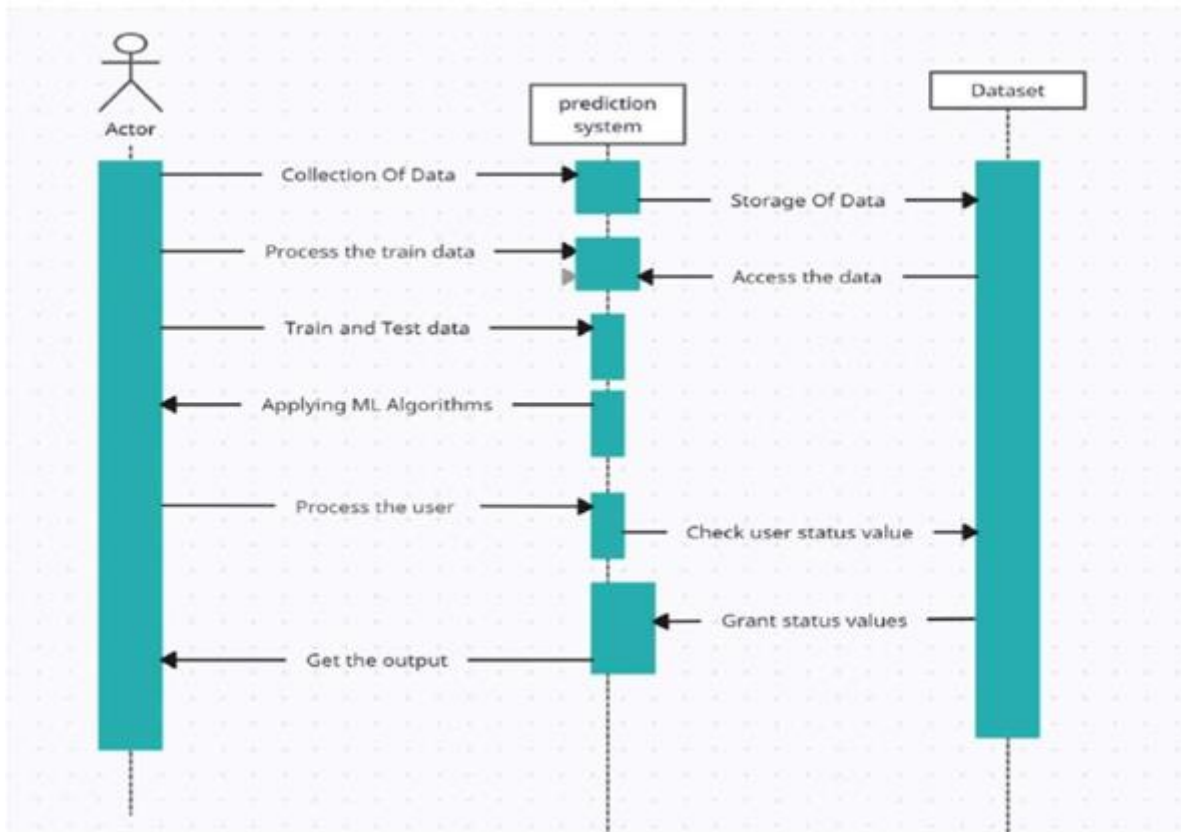 Actor
prediction
system
Dataset
Collection Of Data
Storage Of Data
Process the train data
Access the data
Train and Test data
Applying ML Algorithms
Process the user
Check user status value
Grant status values
Get the output